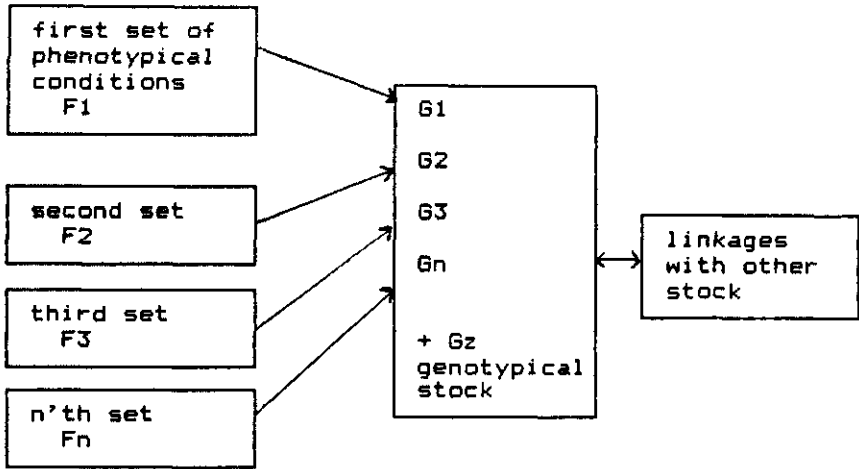 first set of
phenotypical
conditions
F1
second set
F2
third set
F3
n'th set
Fn
G1
G2
G3
Gn
+ Gz
genotypical
stock
linkages
with other
stock